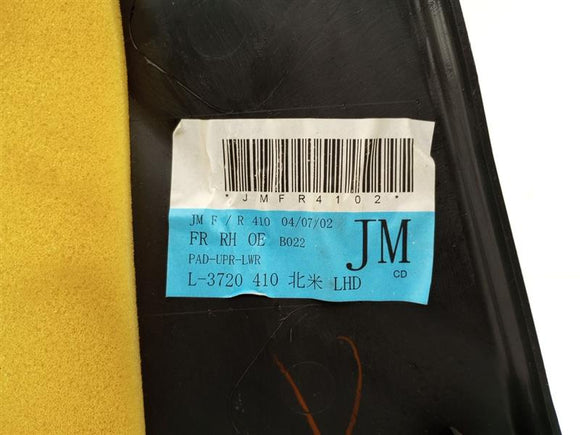 *JMFR4102*
JM F / R 410 04/07/02
FR RH OE B022
PAD-UPR-LWR
L-3720 410 北米 LHD
JM
CD